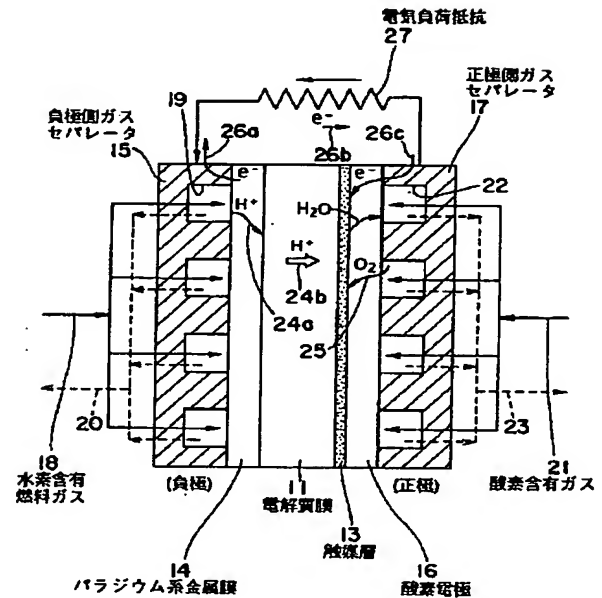 電気負荷抵抗
27
正極側ガス
セパレータ
17
負極側ガス
セパレータ
15
19
26a
e-
26b
26c
e-
e-
22
H+
H2O
H+
O2
24b
24a
25
20
23
18
水素含有
燃料ガス
(負極)
11
電解質膜
(正極)
21
酸素含有ガス
13
触媒層
14
パラジウム系金属膜
16
酸素電極